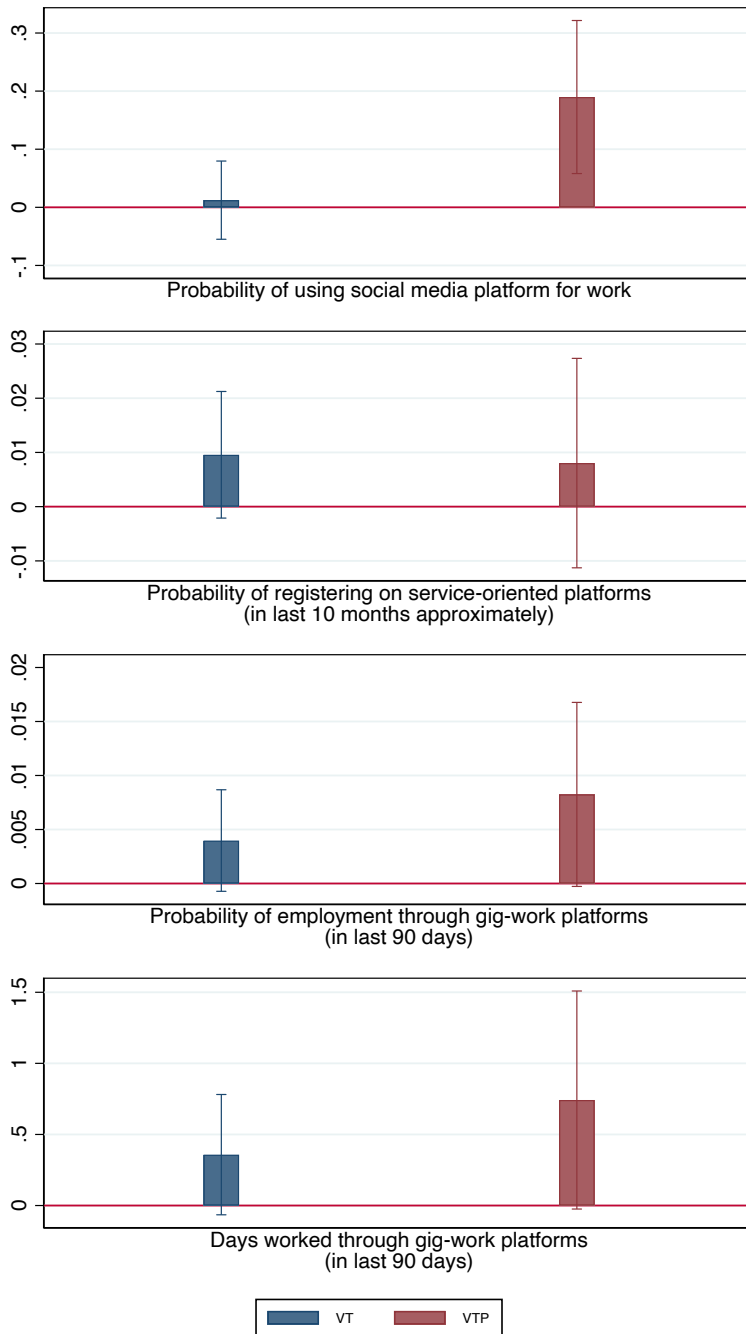 .3
.2
.1
0
-.1
Probability of using social media platform for work
.03
.02
.01
0
-.01
Probability of registering on service-oriented platforms
(in last 10 months approximately)
.02
.015
.01
.005
0
Probability of employment through gig-work platforms
(in last 90 days)
1.5
1
.5
0
Days worked through gig-work platforms
(in last 90 days)
VT VTP